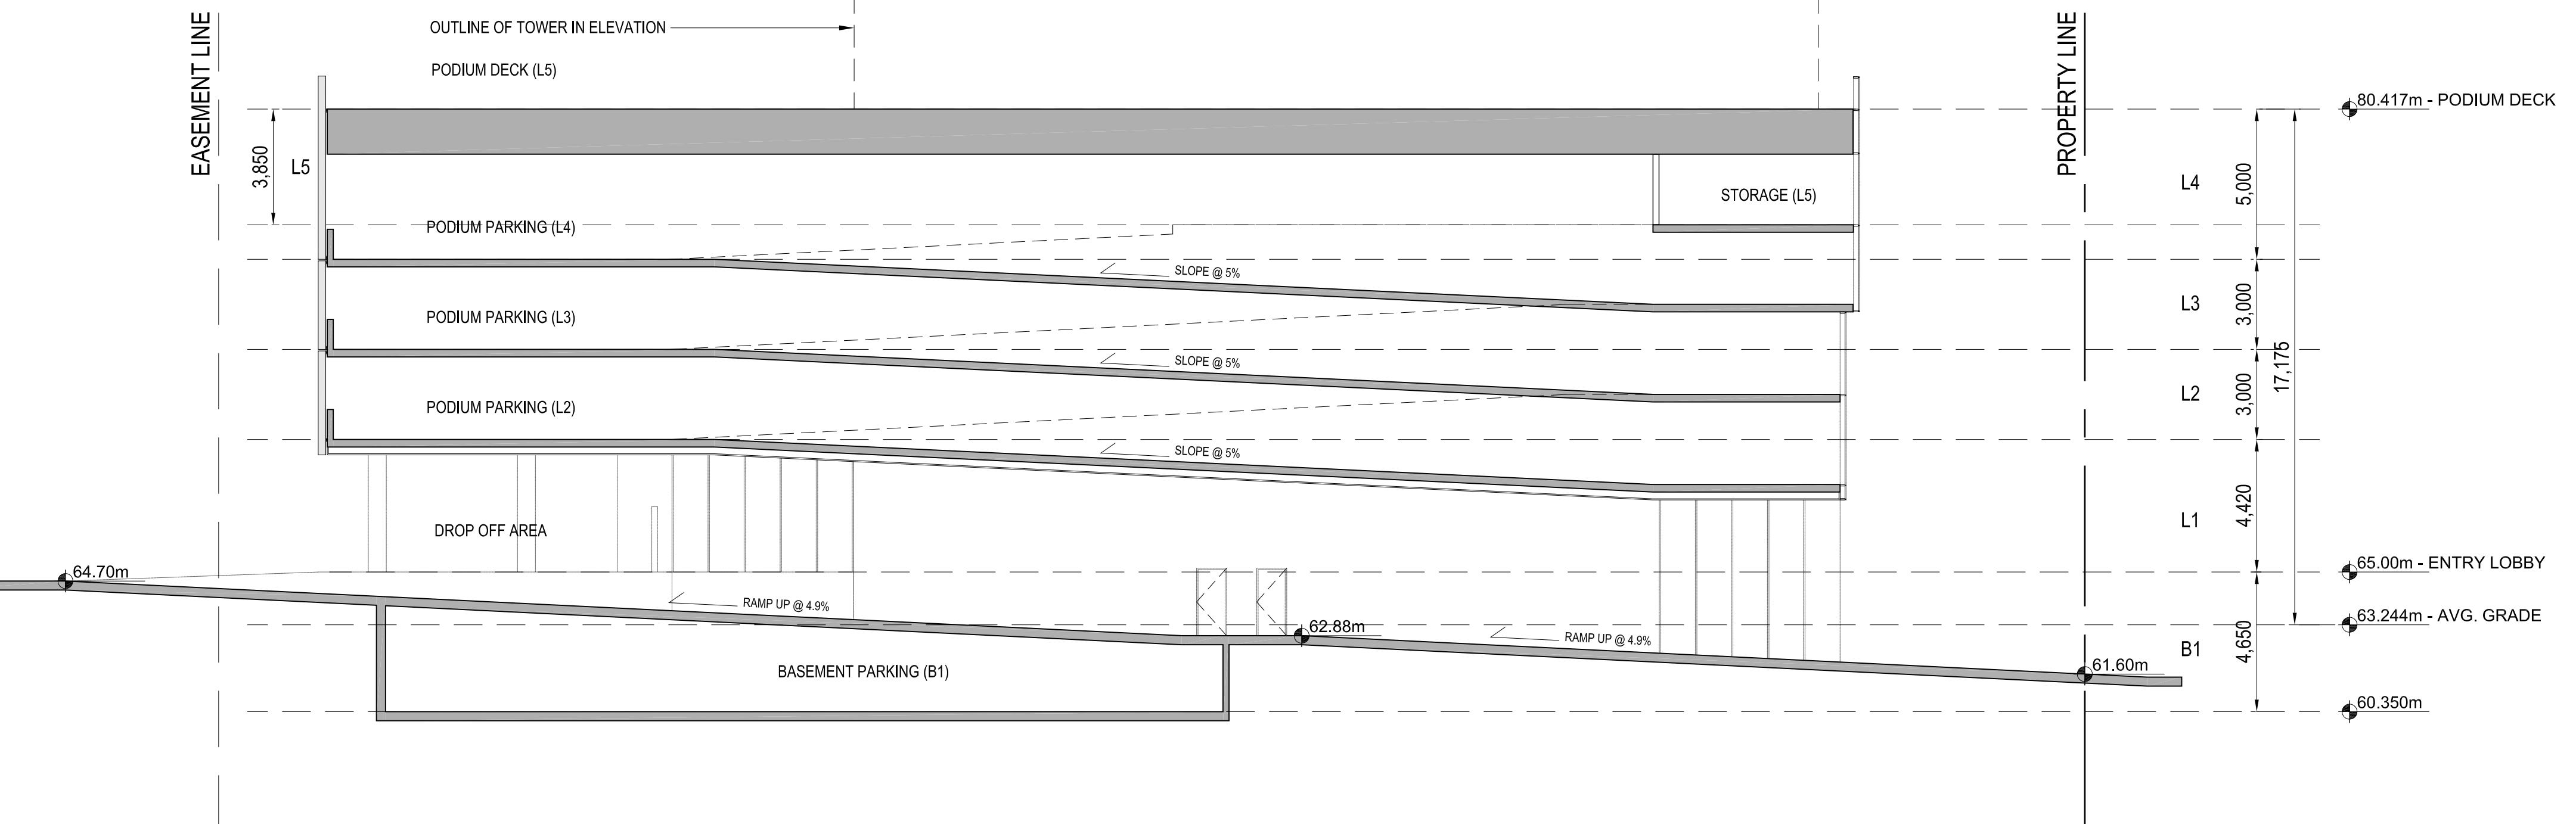 EASEMENT LINE
OUTLINE OF TOWER IN ELEVATION
PODIUM DECK (L5)
PROPERTY LINE
80.417m - PODIUM DECK
3,850
L5
STORAGE (L5)
L4
5,000
PODIUM PARKING (L4)
SLOPE @ 5%
L3
3,000
PODIUM PARKING (L3)
SLOPE @ 5%
17,175
L2
3,000
PODIUM PARKING (L2)
SLOPE @ 5%
DROP OFF AREA
L1
4,420
64.70m
65.00m - ENTRY LOBBY
RAMP UP @ 4.9%
62.88m
RAMP UP @ 4.9%
63.244m - AVG. GRADE
B1
4,650
BASEMENT PARKING (B1)
61.60m
60.350m